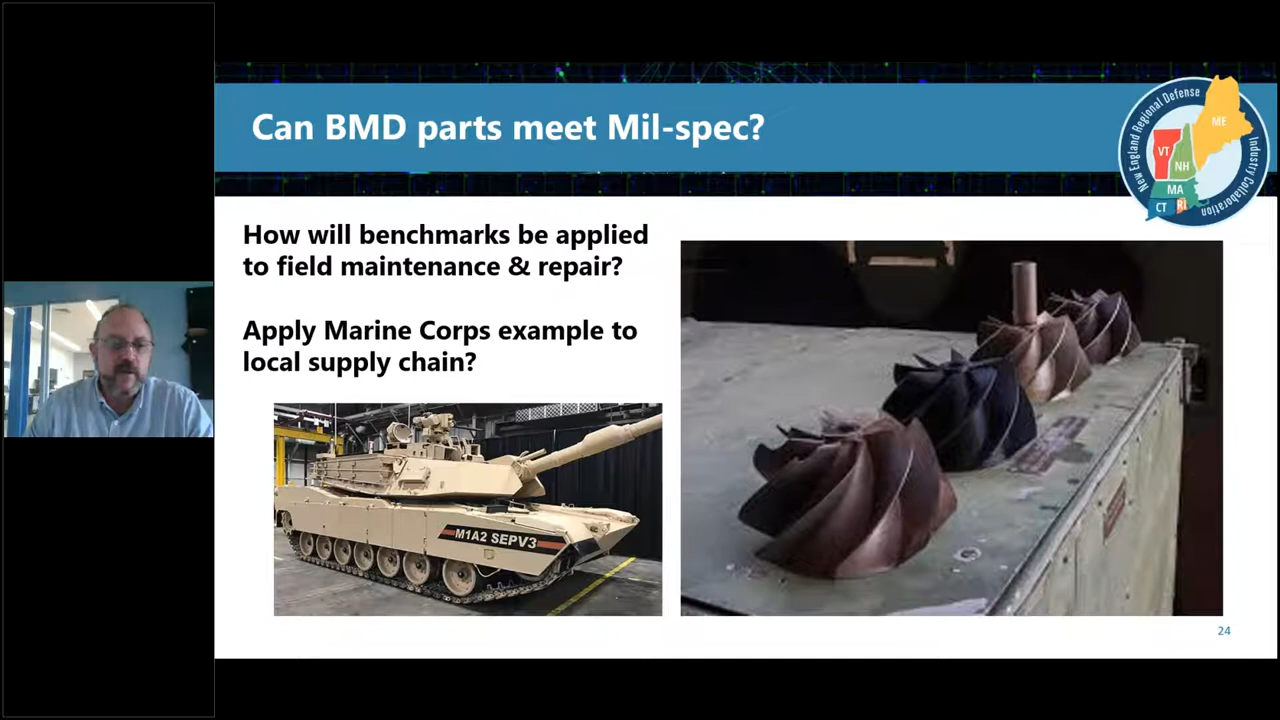 Can BMD parts meet Mil-spec?
New England Regional Defense
Industry Collaboration
ME
VT
NH
MA
CT
RI
How will benchmarks be applied
to field maintenance & repair?
Apply Marine Corps example to
local supply chain?
M1A2 SEPV3
24